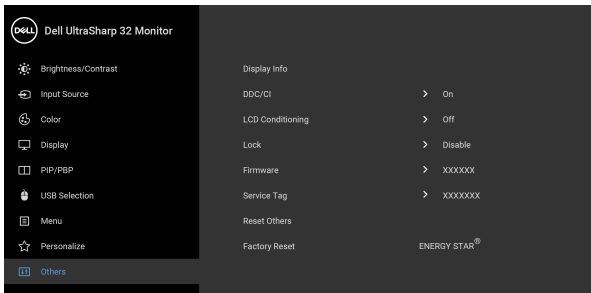 DELL Dell UltraSharp 32 Monitor
Brightness/Contrast
Input Source
Color
Display
PIP/PBP
USB Selection
Menu
Personalize
Others
Display Info
DDC/CI > On
LCD Conditioning > Off
Lock > Disable
Firmware > XXXXXX
Service Tag > XXXXXXX
Reset Others
Factory Reset ENERGY STAR®